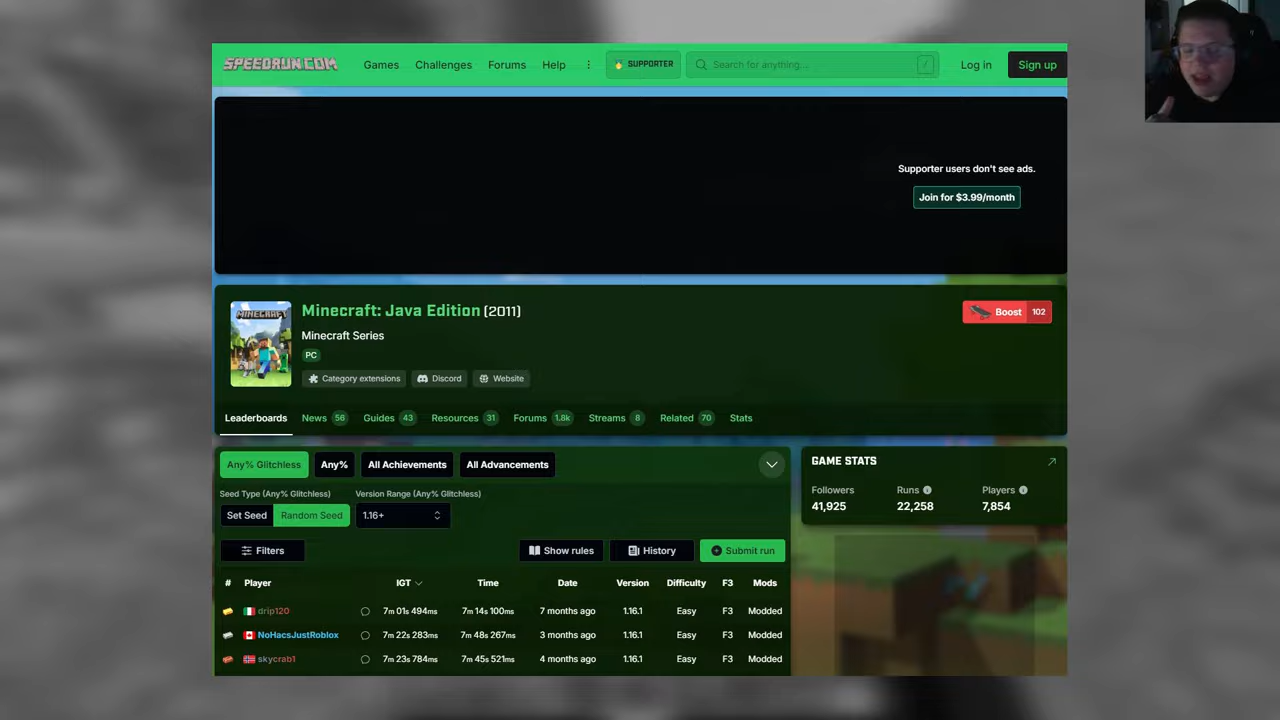 SPEEDRUN.COM Games Challenges Forums Help SUPPORTER Search for anything... / Log in Sign up
Supporter users don't see ads.
Join for $3.99/month
MINECRAFT
Minecraft: Java Edition (2011)
Boost 102
Minecraft Series
PC
Category extensions Discord Website
Leaderboards News 56 Guides 43 Resources 31 Forums 1.8k Streams 8 Related 70 Stats
Any% Glitchless Any% All Achievements All Advancements
Seed Type (Any% Glitchless) Version Range (Any% Glitchless)
Set Seed Random Seed 1.16+
Filters Show rules History Submit run
# Player IGT Time Date Version Difficulty F3 Mods
drip120 7m 01s 494ms 7m 14s 100ms 7 months ago 1.16.1 Easy F3 Modded
NoHacsJustRoblox 7m 22s 283ms 7m 48s 267ms 3 months ago 1.16.1 Easy F3 Modded
skycrab1 7m 23s 784ms 7m 45s 521ms 4 months ago 1.16.1 Easy F3 Modded
GAME STATS
Followers Runs Players
41,925 22,258 7,854